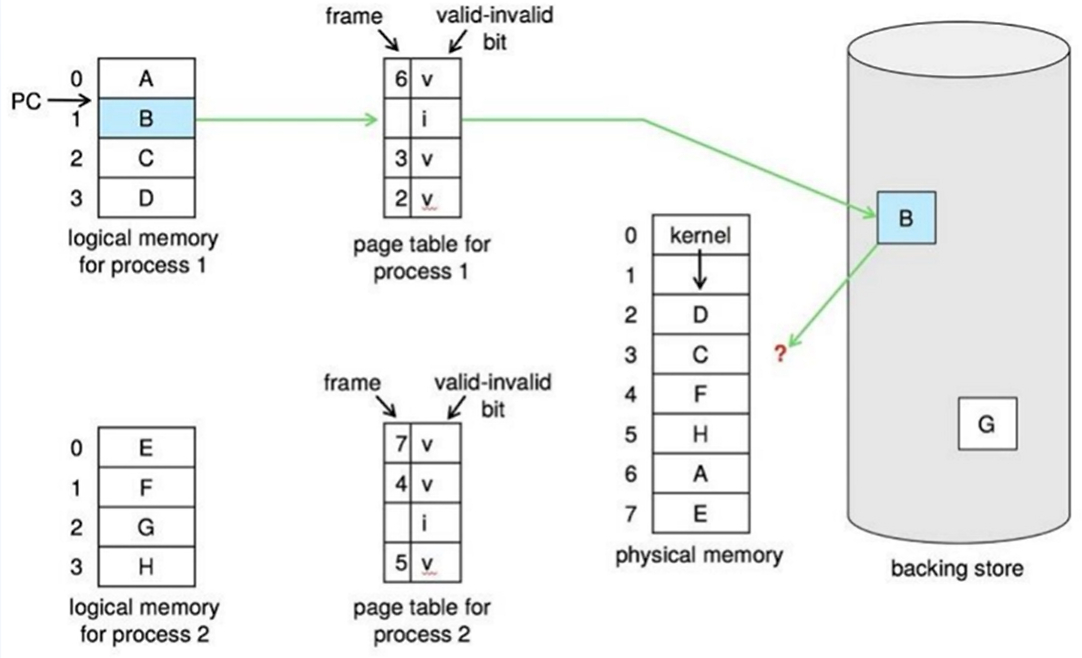 frame valid-invalid
bit
0 A 6 v
PC
1 B i
2 C 3 v
3 D 2 v
logical memory
for process 1
page table for
process 1
B
0 kernel
1
2 D
3 C ?
4 F
5 H
6 A
7 E
physical memory
G
backing store
frame valid-invalid
bit
0 E 7 v
1 F 4 v
2 G i
3 H 5 v
logical memory
for process 2
page table for
process 2